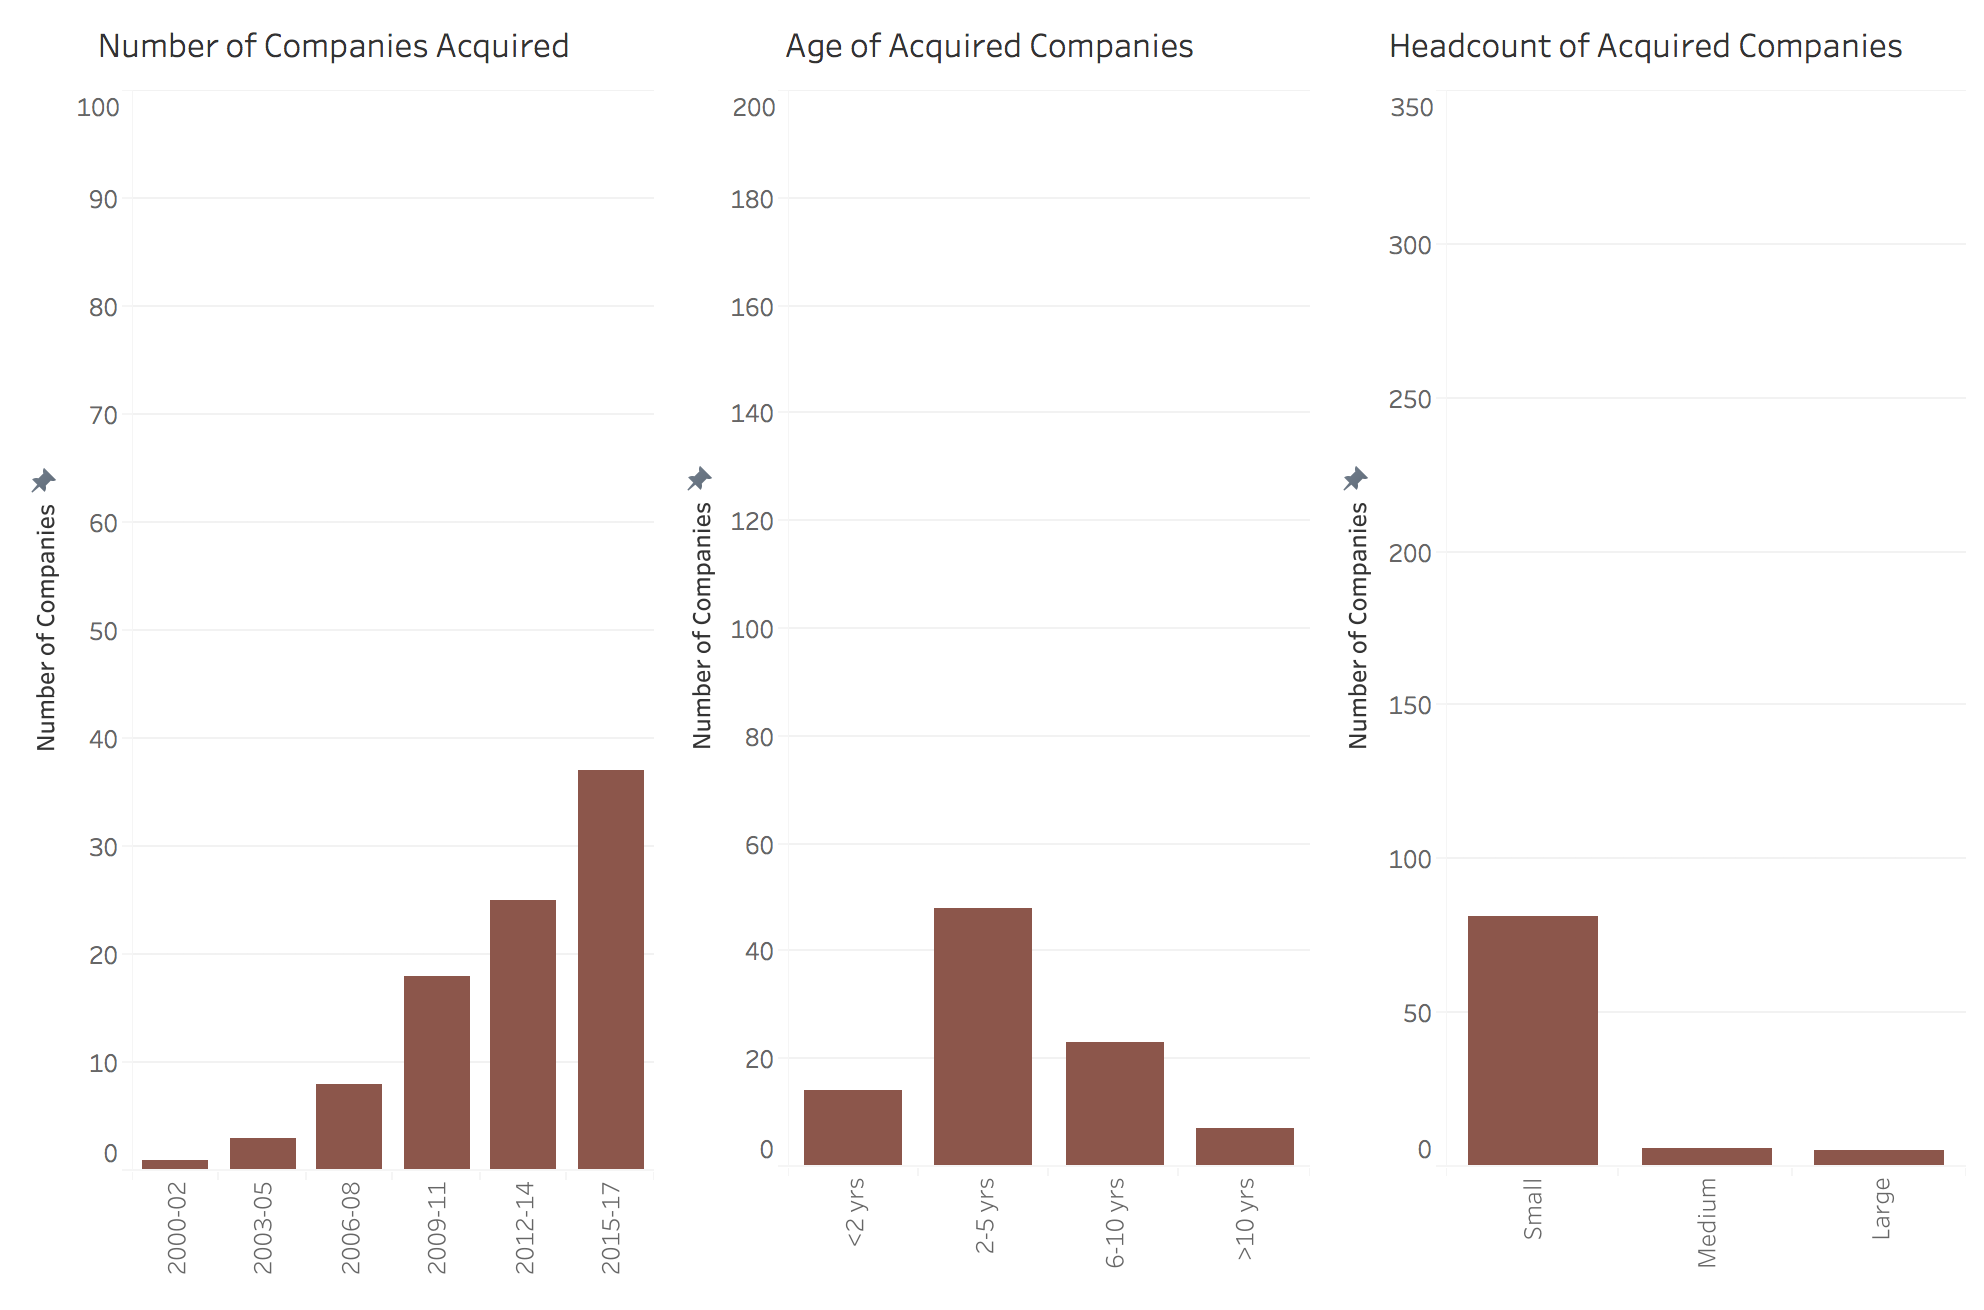 Number of Companies Acquired
Number of Companies
100
90
80
70
60
50
40
30
20
10
0
2000-02
2003-05
2006-08
2009-11
2012-14
2015-17
Age of Acquired Companies
Number of Companies
200
180
160
140
120
100
80
60
40
20
0
<2 yrs
2-5 yrs
6-10 yrs
>10 yrs
Headcount of Acquired Companies
Number of Companies
350
300
250
200
150
100
50
0
Small
Medium
Large